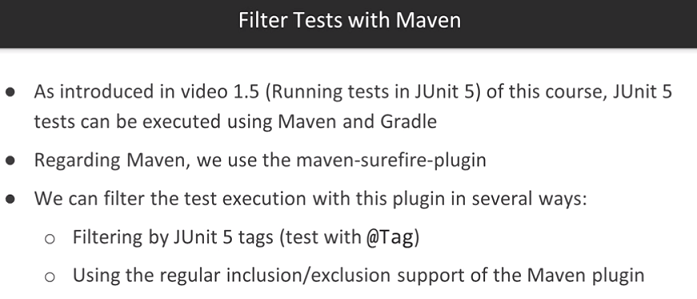 Filter Tests with Maven
● As introduced in video 1.5 (Running tests in JUnit 5) of this course, JUnit 5
tests can be executed using Maven and Gradle
● Regarding Maven, we use the maven-surefire-plugin
● We can filter the test execution with this plugin in several ways:
○ Filtering by JUnit 5 tags (test with @Tag)
○ Using the regular inclusion/exclusion support of the Maven plugin